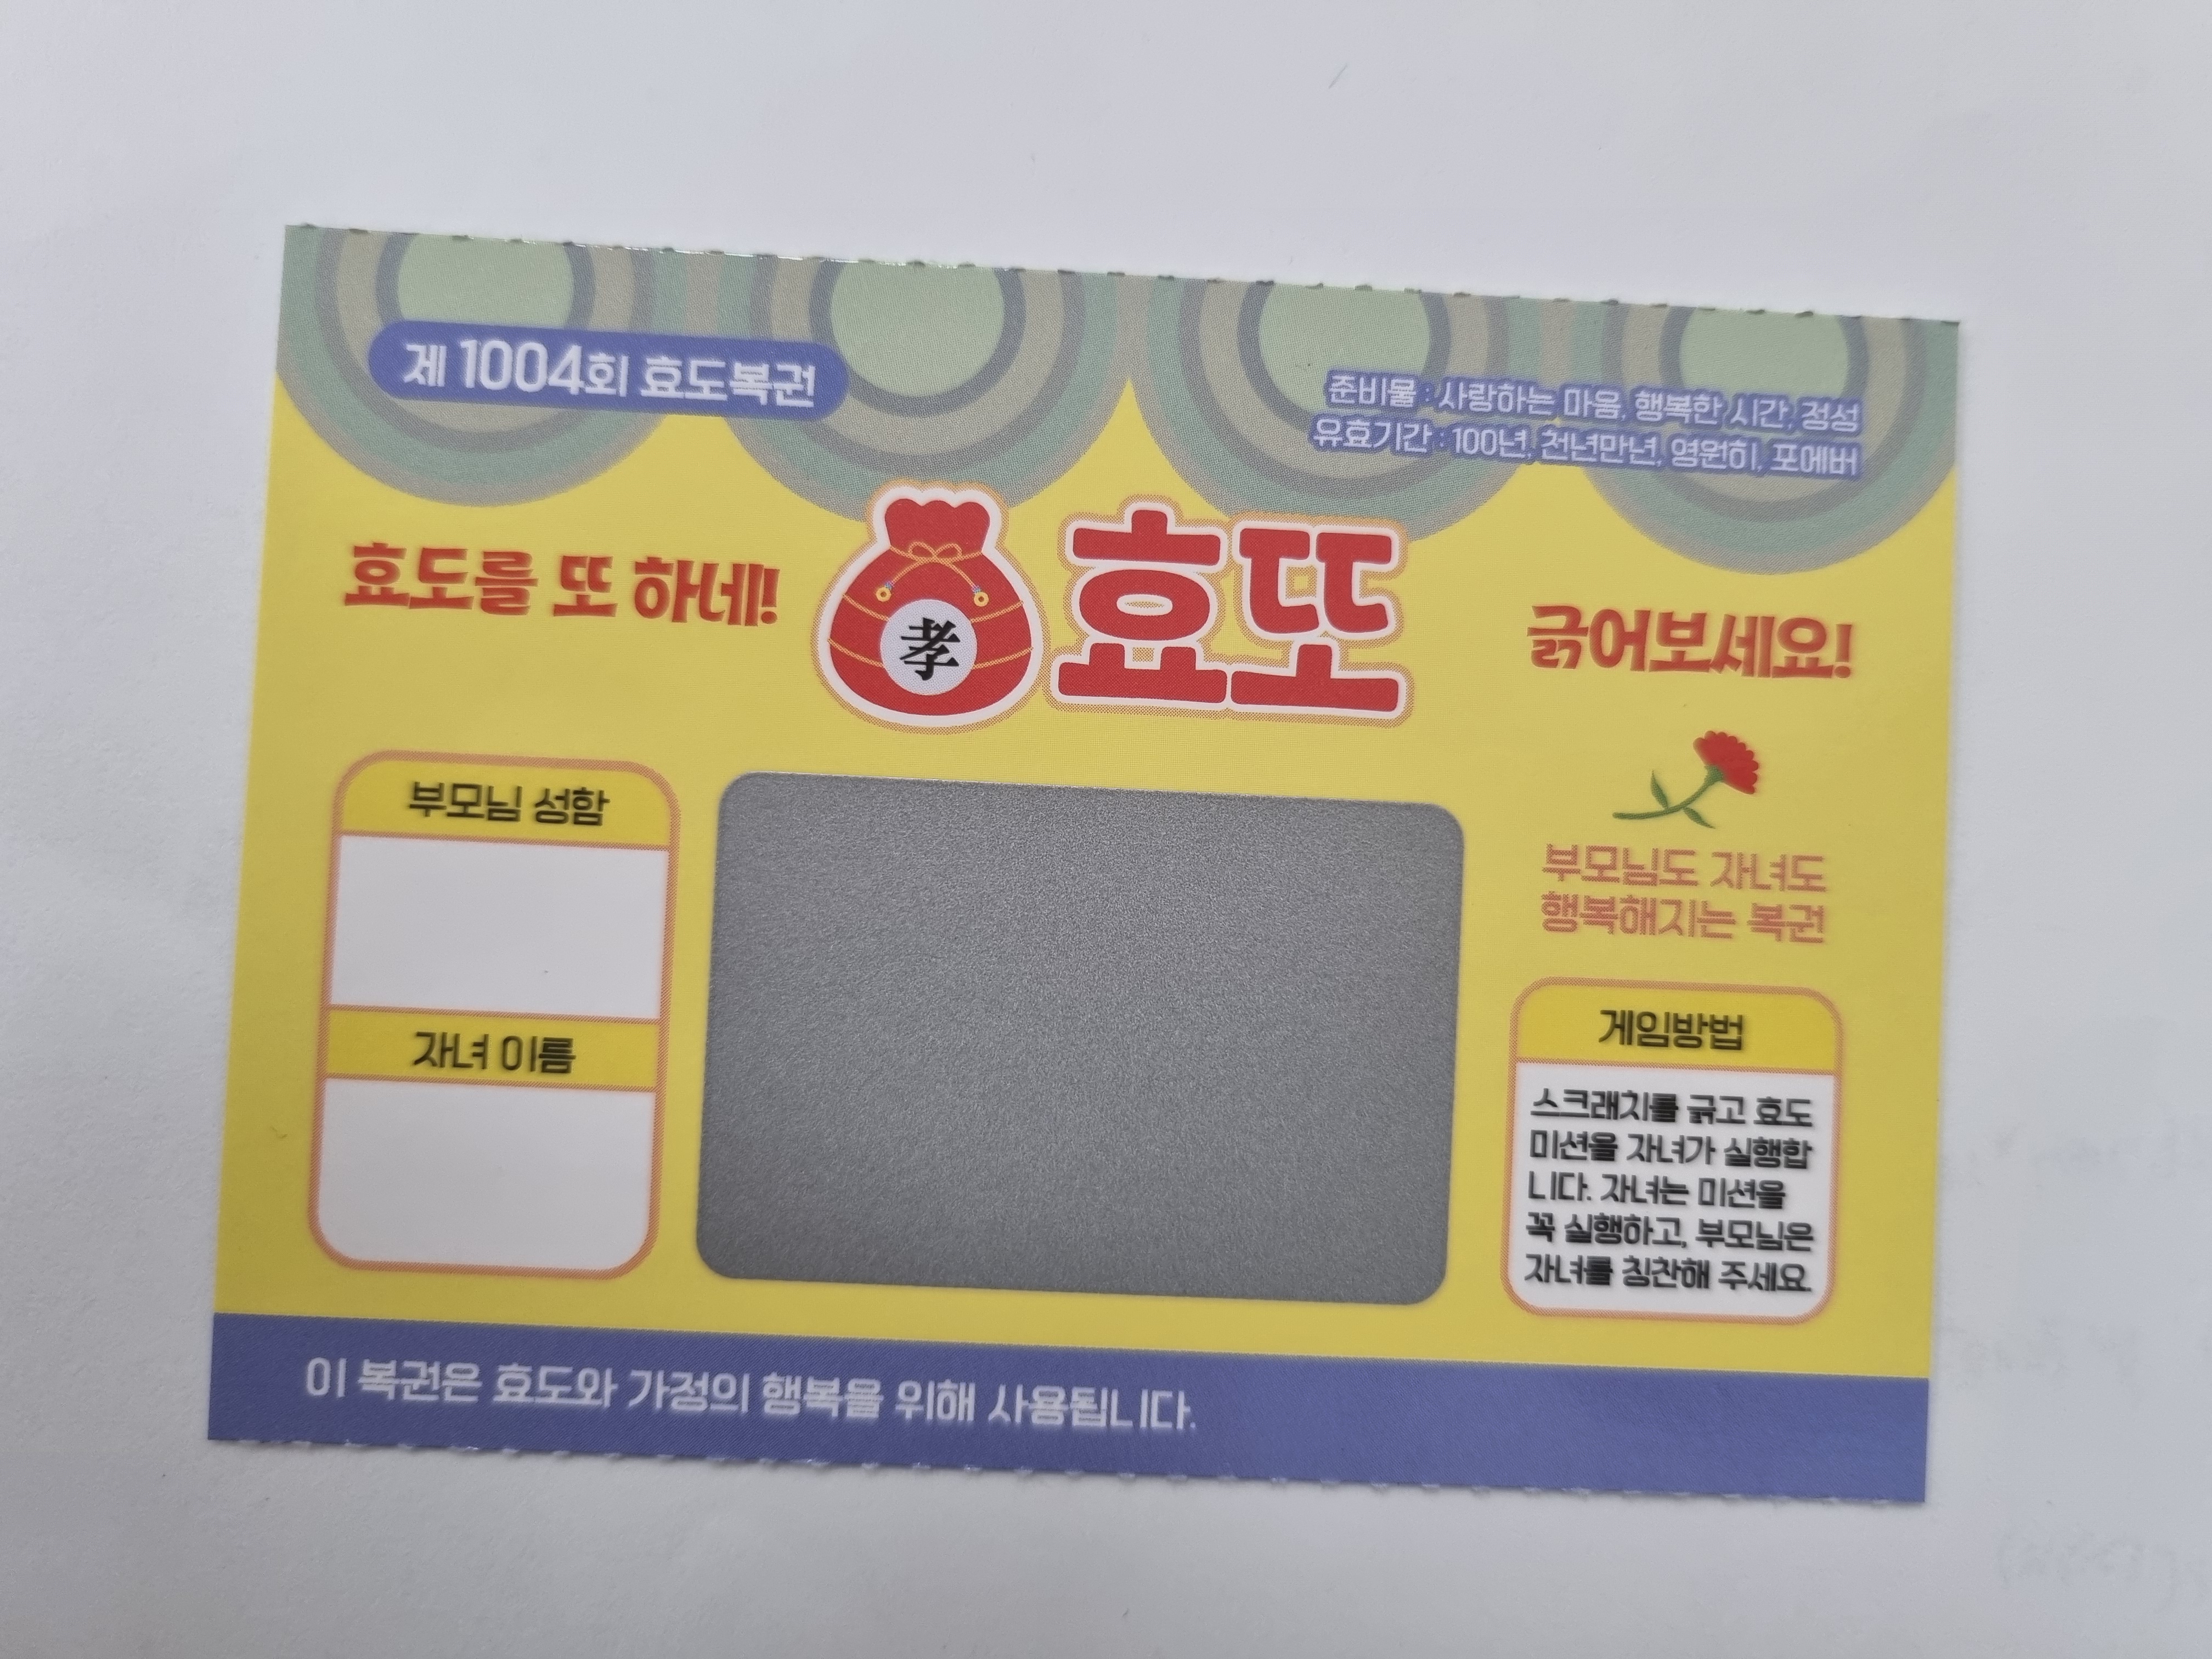 제 1004회 효도복권
준비물 : 사랑하는 마음, 행복한 시간, 정성
유효기간 : 100년, 천년만년, 영원히, 포에버
효도를 또 하네!!
孝
효또
긁어보세효!
부모님 성함
자녀 이름
부모님도 자녀도
행복해지는 복권
게임방법
스크래치를 긁고 효도
미션을 자녀가 실행합
니다. 자녀는 미션을
꼭 실행하고, 부모님은
자녀를 칭찬해 주세요
이 복권은 효도와 가정의 행복을 위해 사용됩니다.